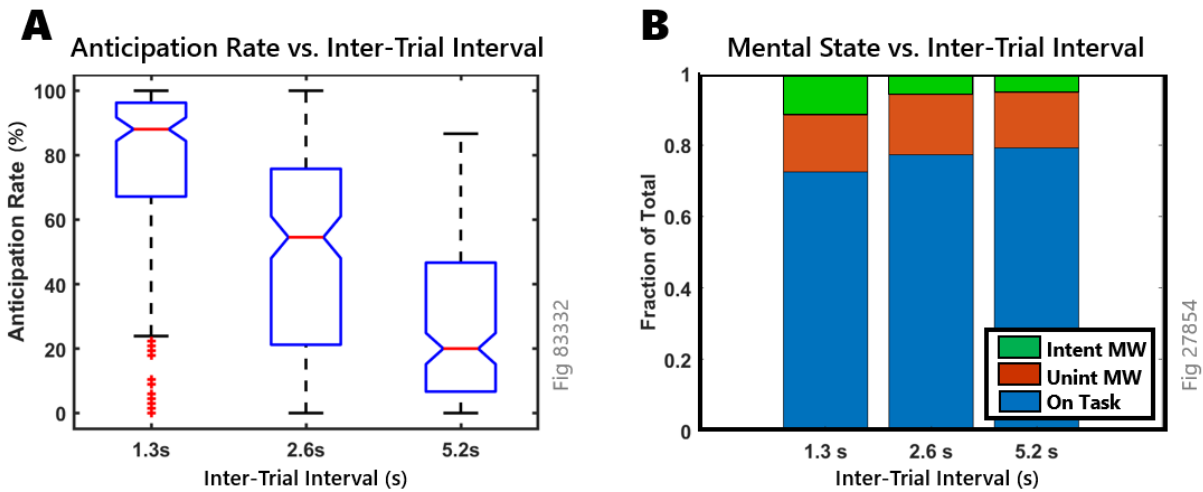 A
Anticipation Rate vs. Inter-Trial Interval
Anticipation Rate (%)
100
80
60
40
20
0
1.3s
2.6s
5.2s
Inter-Trial Interval (s)
Fig 83332
B
Mental State vs. Inter-Trial Interval
Fraction of Total
1
0.8
0.6
0.4
0.2
0
Intent MW
Unint MW
On Task
1.3 s
2.6 s
5.2 s
Inter-Trial Interval (s)
Fig 27854